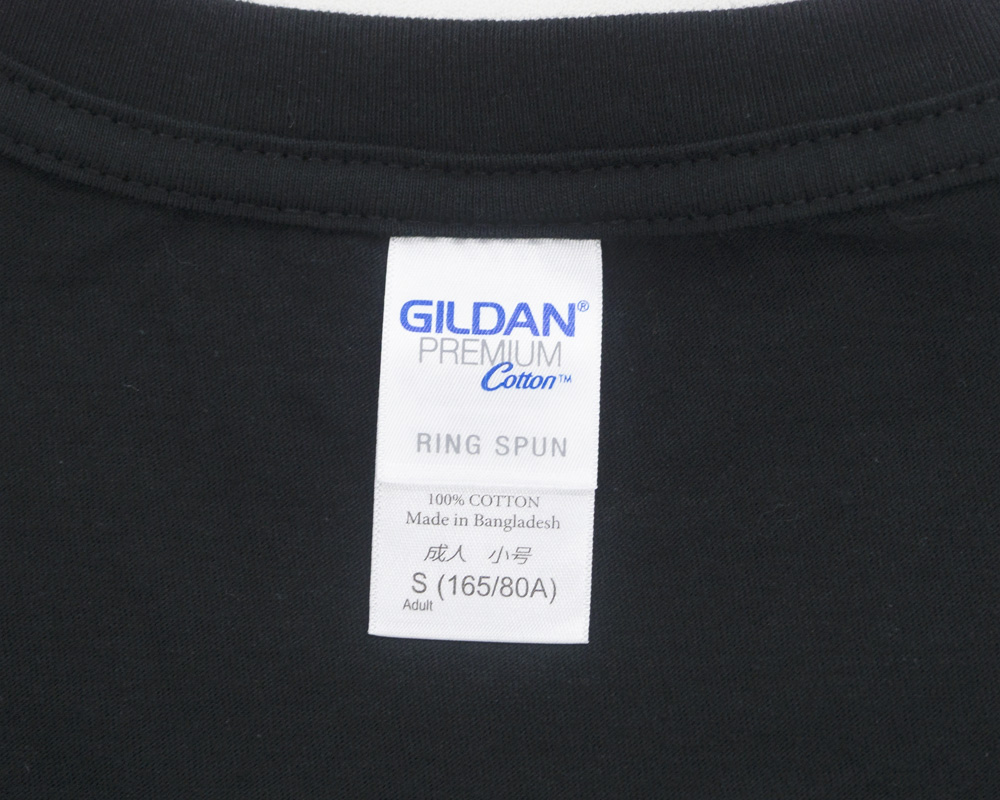 GILDAN®
PREMIUM
Cotton™
RING SPUN
100% COTTON
Made in Bangladesh
成人 小号
S (165/80A)
Adult